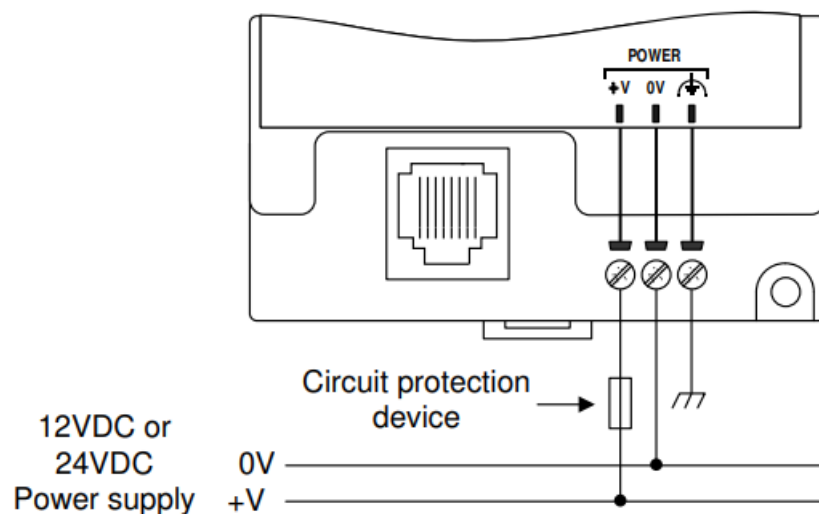 POWER
+V 0V
Circuit protection
device
12VDC or
24VDC
Power supply
0V
+V